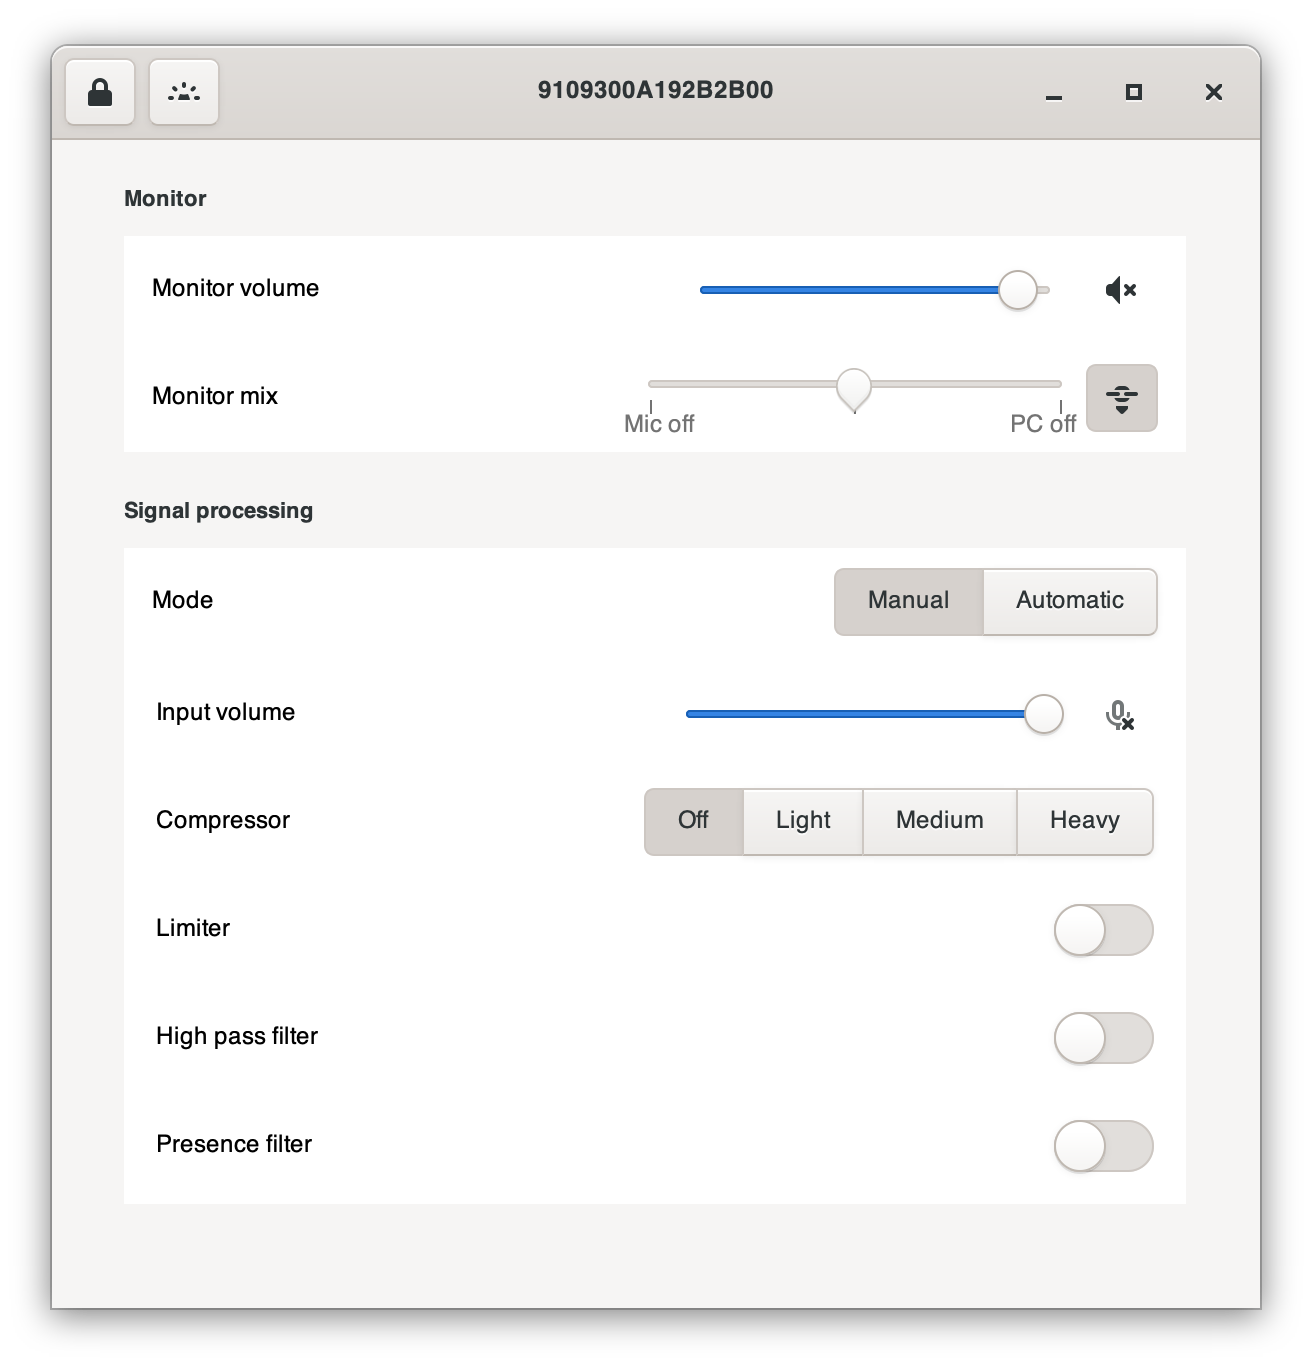 9109300A192B2B00
Monitor
Monitor volume
Monitor mix
Mic off
PC off
Signal processing
Mode
Manual
Automatic
Input volume
Compressor
Off
Light
Medium
Heavy
Limiter
High pass filter
Presence filter